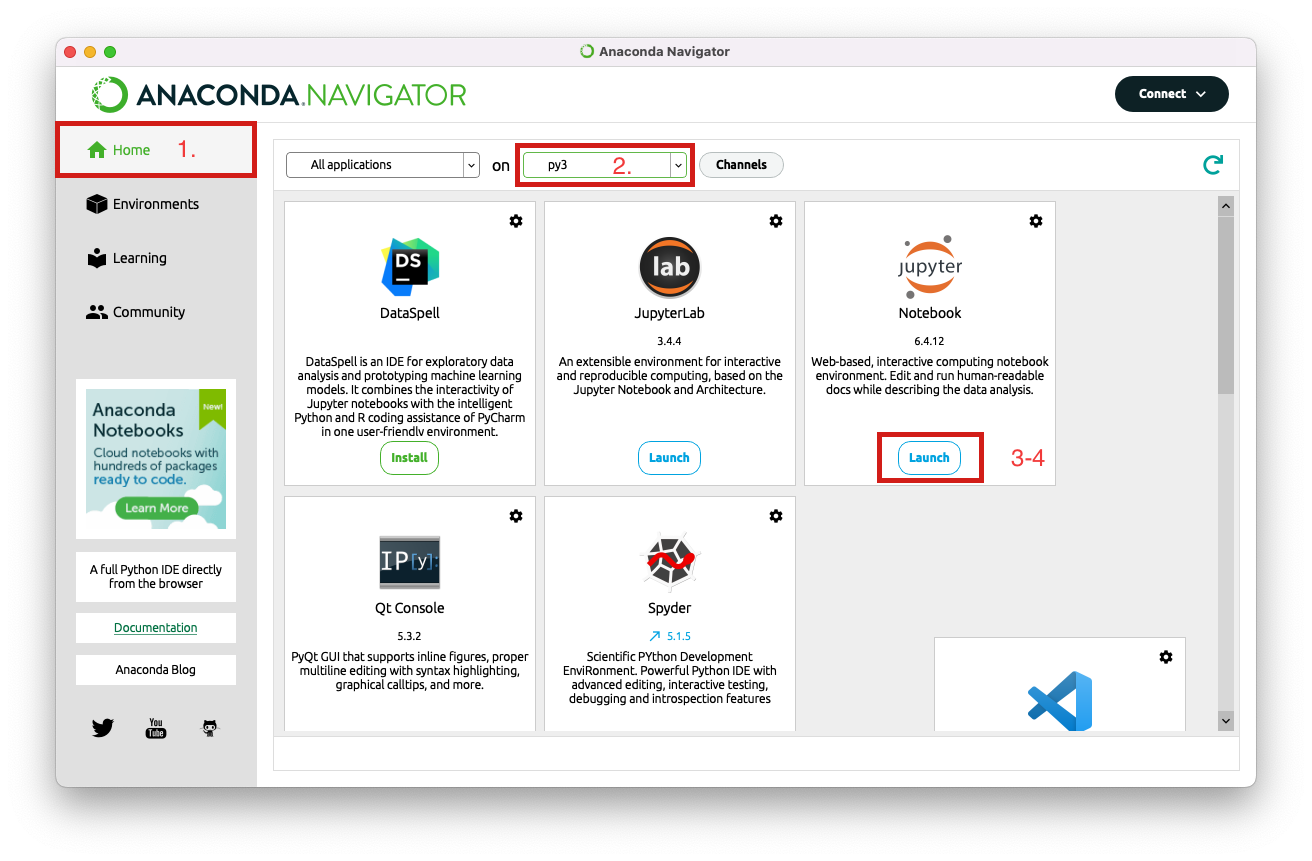 Anaconda Navigator
ANACONDA.NAVIGATOR
Connect
Home 1.
Environments
Learning
Community
Anaconda
Notebooks
New!
Cloud notebooks with
hundreds of packages
ready to code.
Learn More
A full Python IDE directly
from the browser
Documentation
Anaconda Blog
You
Tube
All applications on py3 2. Channels
DS
DataSpell
DataSpell is an IDE for exploratory data
analysis and prototyping machine learning
models. It combines the interactivity of
Jupyter notebooks with the intelligent
Python and R coding assistance of PyCharm
in one user-friendly environment.
Install
lab
JupyterLab
3.4.4
An extensible environment for interactive
and reproducible computing, based on the
Jupyter Notebook and Architecture.
Launch
jupyter
Notebook
6.4.12
Web-based, interactive computing notebook
environment. Edit and run human-readable
docs while describing the data analysis.
Launch 3-4
IP[y]:
Qt Console
5.3.2
PyQt GUI that supports inline figures, proper
multiline editing with syntax highlighting,
graphical calltips, and more.
Spyder
5.1.5
Scientific PYthon Development
EnviRonment. Powerful Python IDE with
advanced editing, interactive testing,
debugging and introspection features